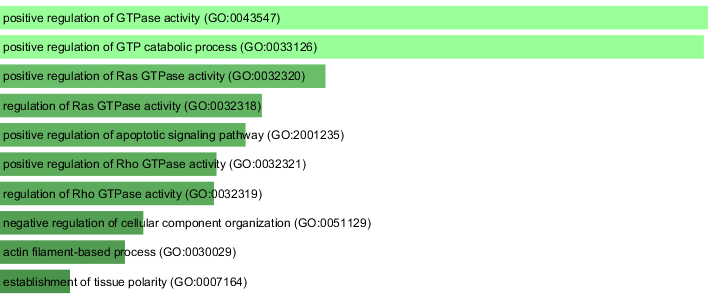 positive regulation of GTPase activity (GO:0043547)
positive regulation of GTP catabolic process (GO:0033126)
positive regulation of Ras GTPase activity (GO:0032320)
regulation of Ras GTPase activity (GO:0032318)
positive regulation of apoptotic signaling pathway (GO:2001235)
positive regulation of Rho GTPase activity (GO:0032321)
regulation of Rho GTPase activity (GO:0032319)
negative regulation of cellular component organization (GO:0051129)
actin filament-based process (GO:0030029)
establishment of tissue polarity (GO:0007164)